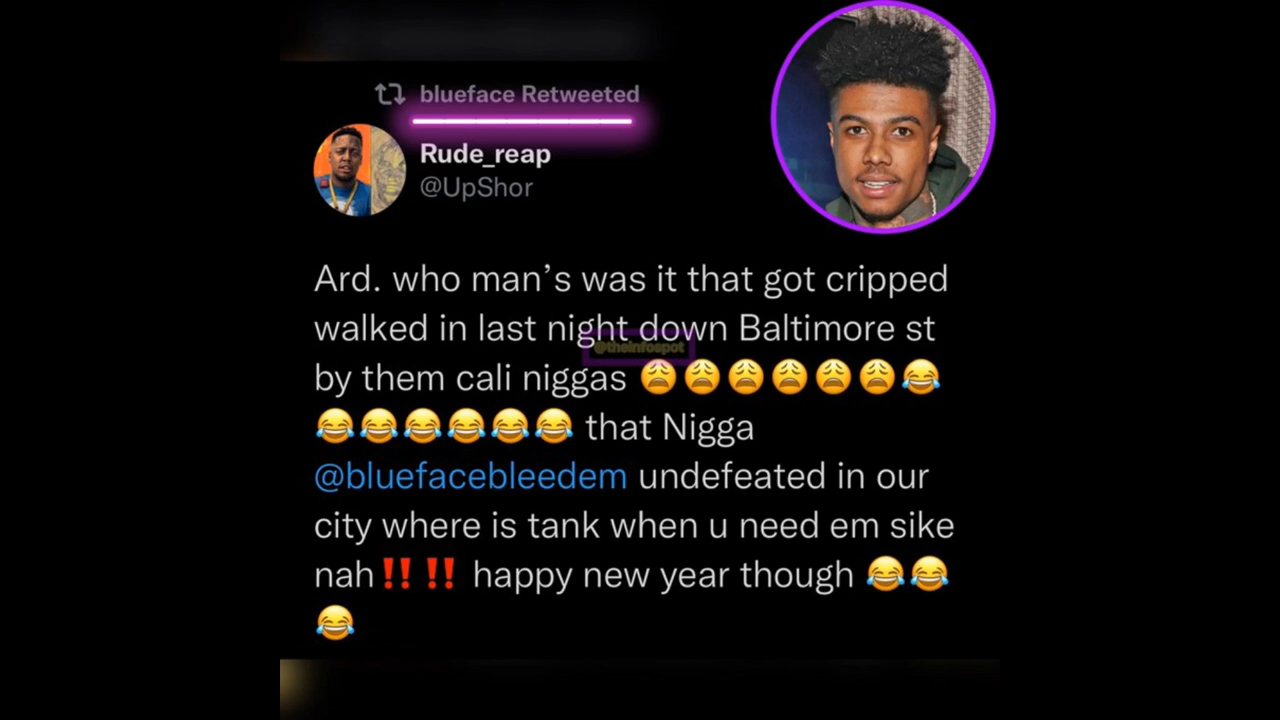 blueface Retweeted
Rude_reap
@UpShor
Ard. who man’s was it that got cripped
walked in last night down Baltimore st
@theinfospot
by them cali niggas 😩😩😩😩😩😩😂
😂😂😂😂😂😂 that Nigga
@bluefacebleedem undefeated in our
city where is tank when u need em sike
nah‼️‼️ happy new year though 😂😂
😂